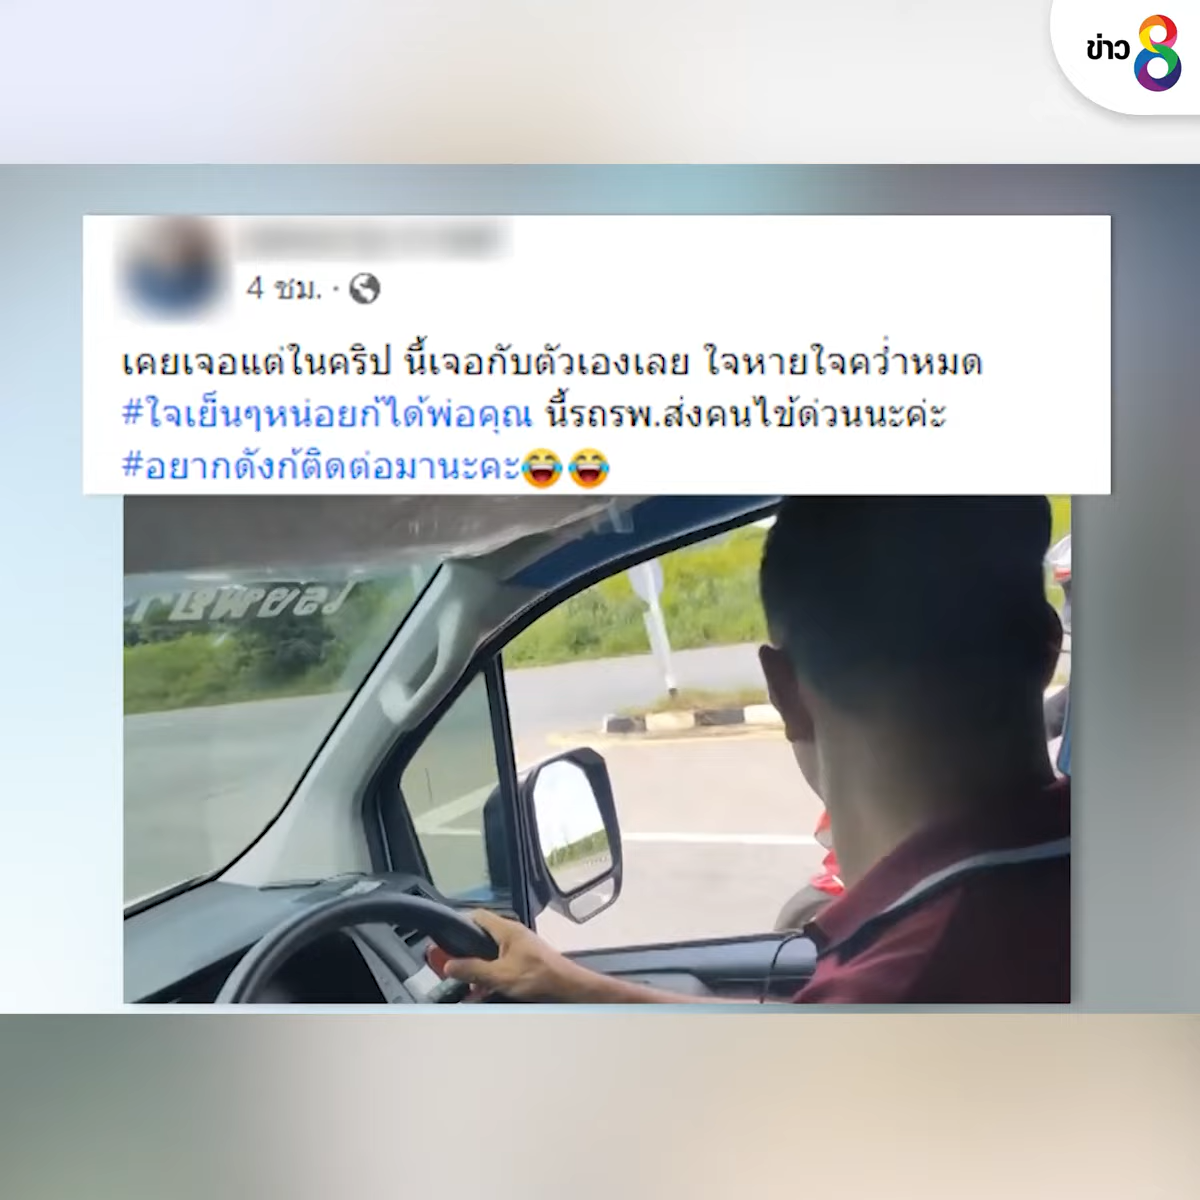 ข่าว 8
4 ชม.
เคยเจอแต่ในคริป นี้เจอกับตัวเองเลย ใจหายใจคว่ำหมด
#ใจเย็นๆหน่อยก้ได้พ่อคุณ นี้รถรพ.ส่งคนไข้ด่วนนะค่ะ
#อยากดังก้ติดต่อมานะคะ😂😂